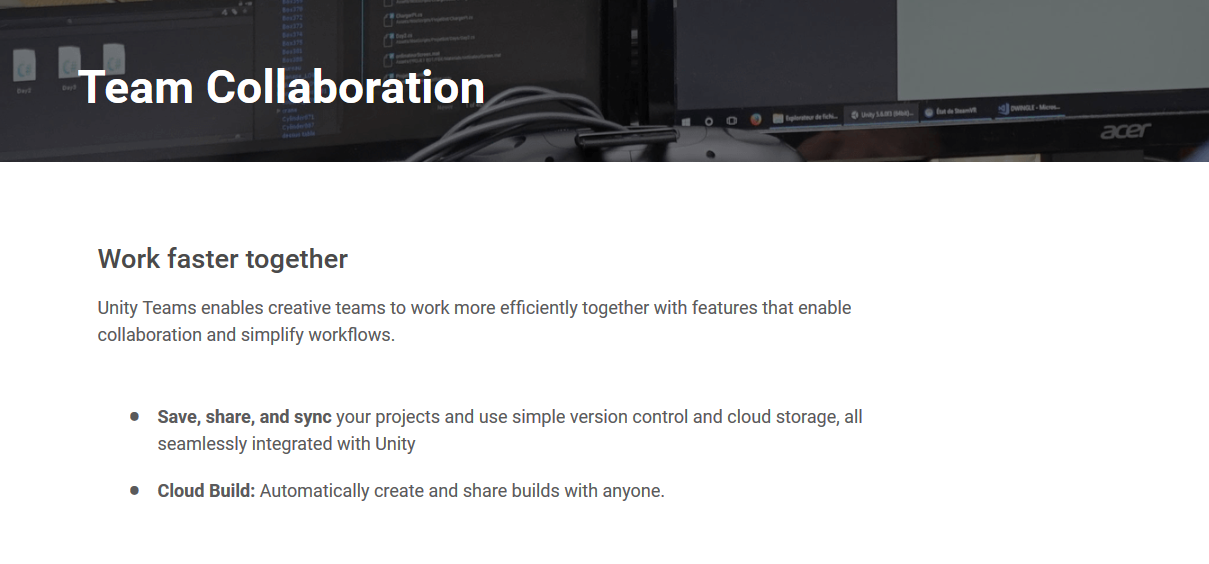 Team Collaboration
acer
Work faster together
Unity Teams enables creative teams to work more efficiently together with features that enable
collaboration and simplify workflows.
● Save, share, and sync your projects and use simple version control and cloud storage, all
seamlessly integrated with Unity
● Cloud Build: Automatically create and share builds with anyone.